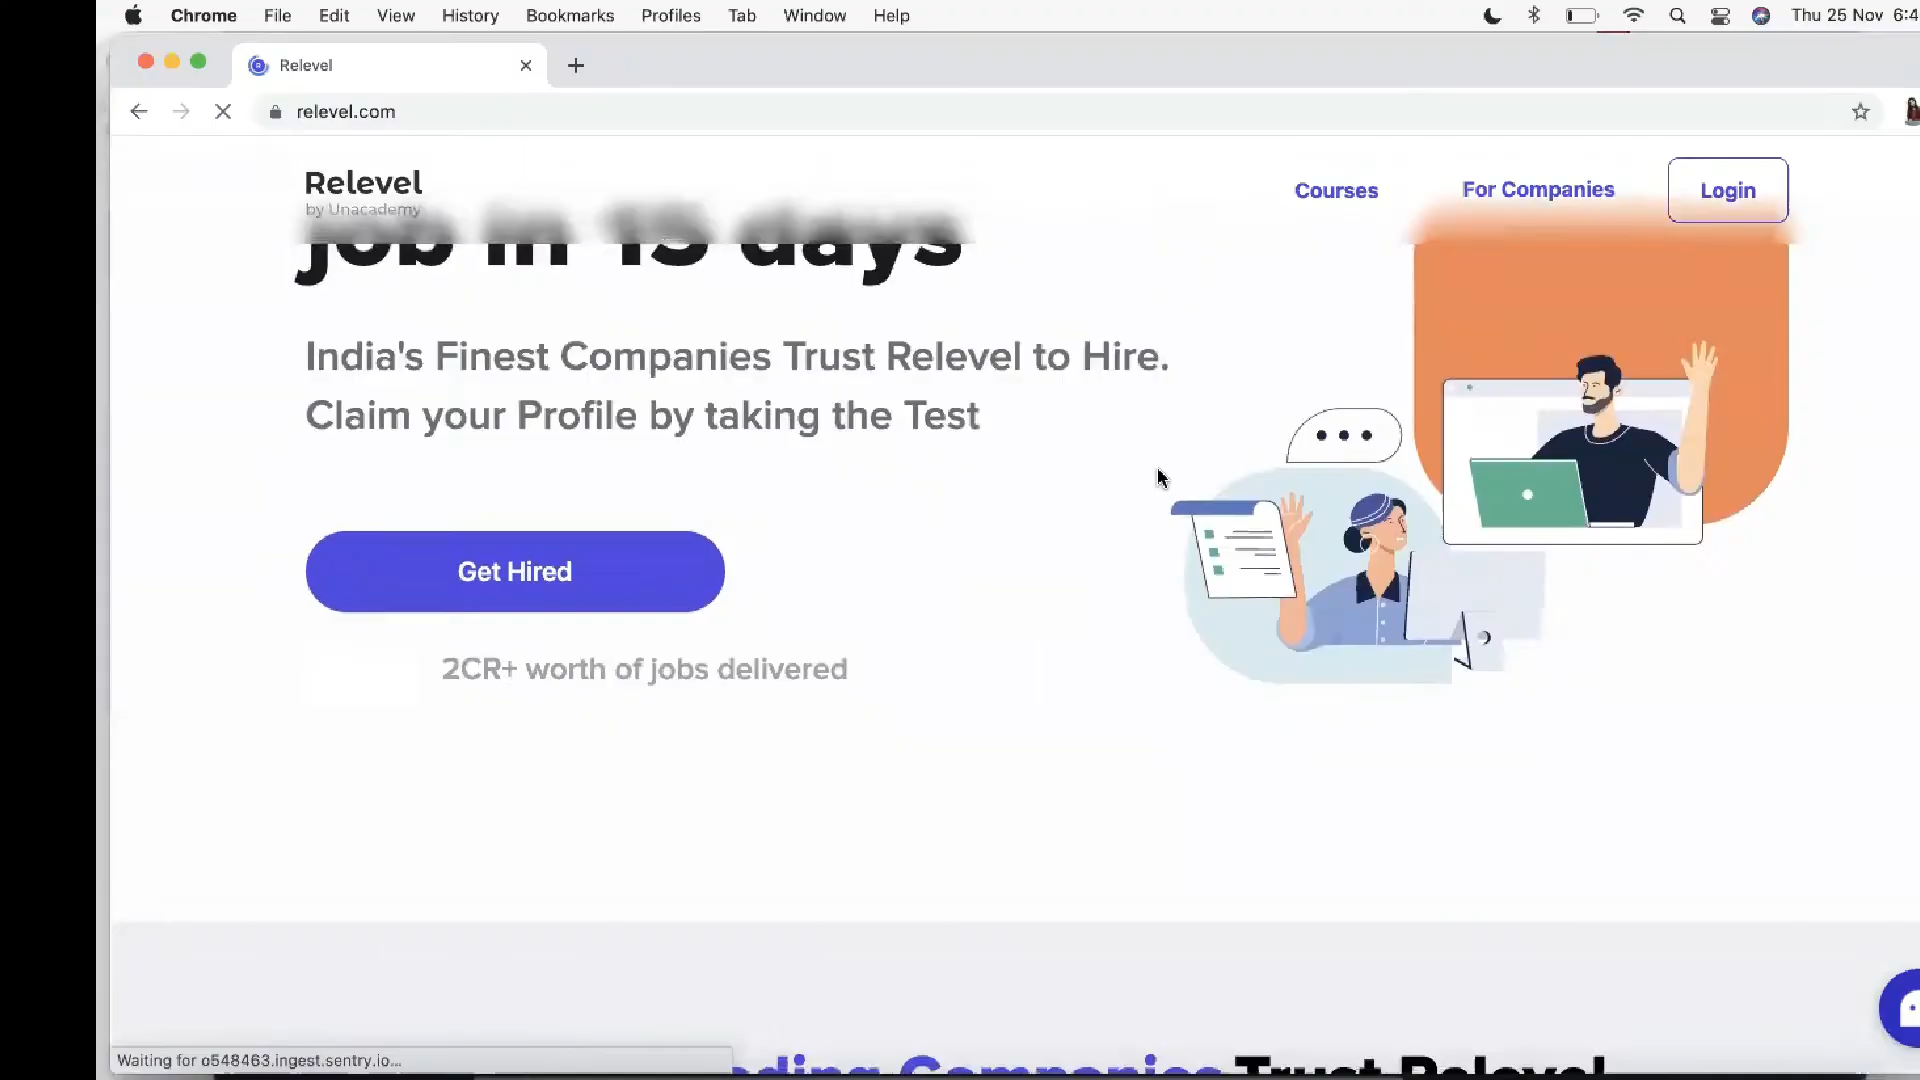 Chrome File Edit View History Bookmarks Profiles Tab Window Help Thu 25 Nov
Relevel
relevel.com
Relevel
by Unacademy
Courses For Companies Login
job in 15 days
India's Finest Companies Trust Relevel to Hire.
Claim your Profile by taking the Test
Get Hired
2CR+ worth of jobs delivered
Waiting for o548463.ingest.sentry.io...
Companies Trust Relevel